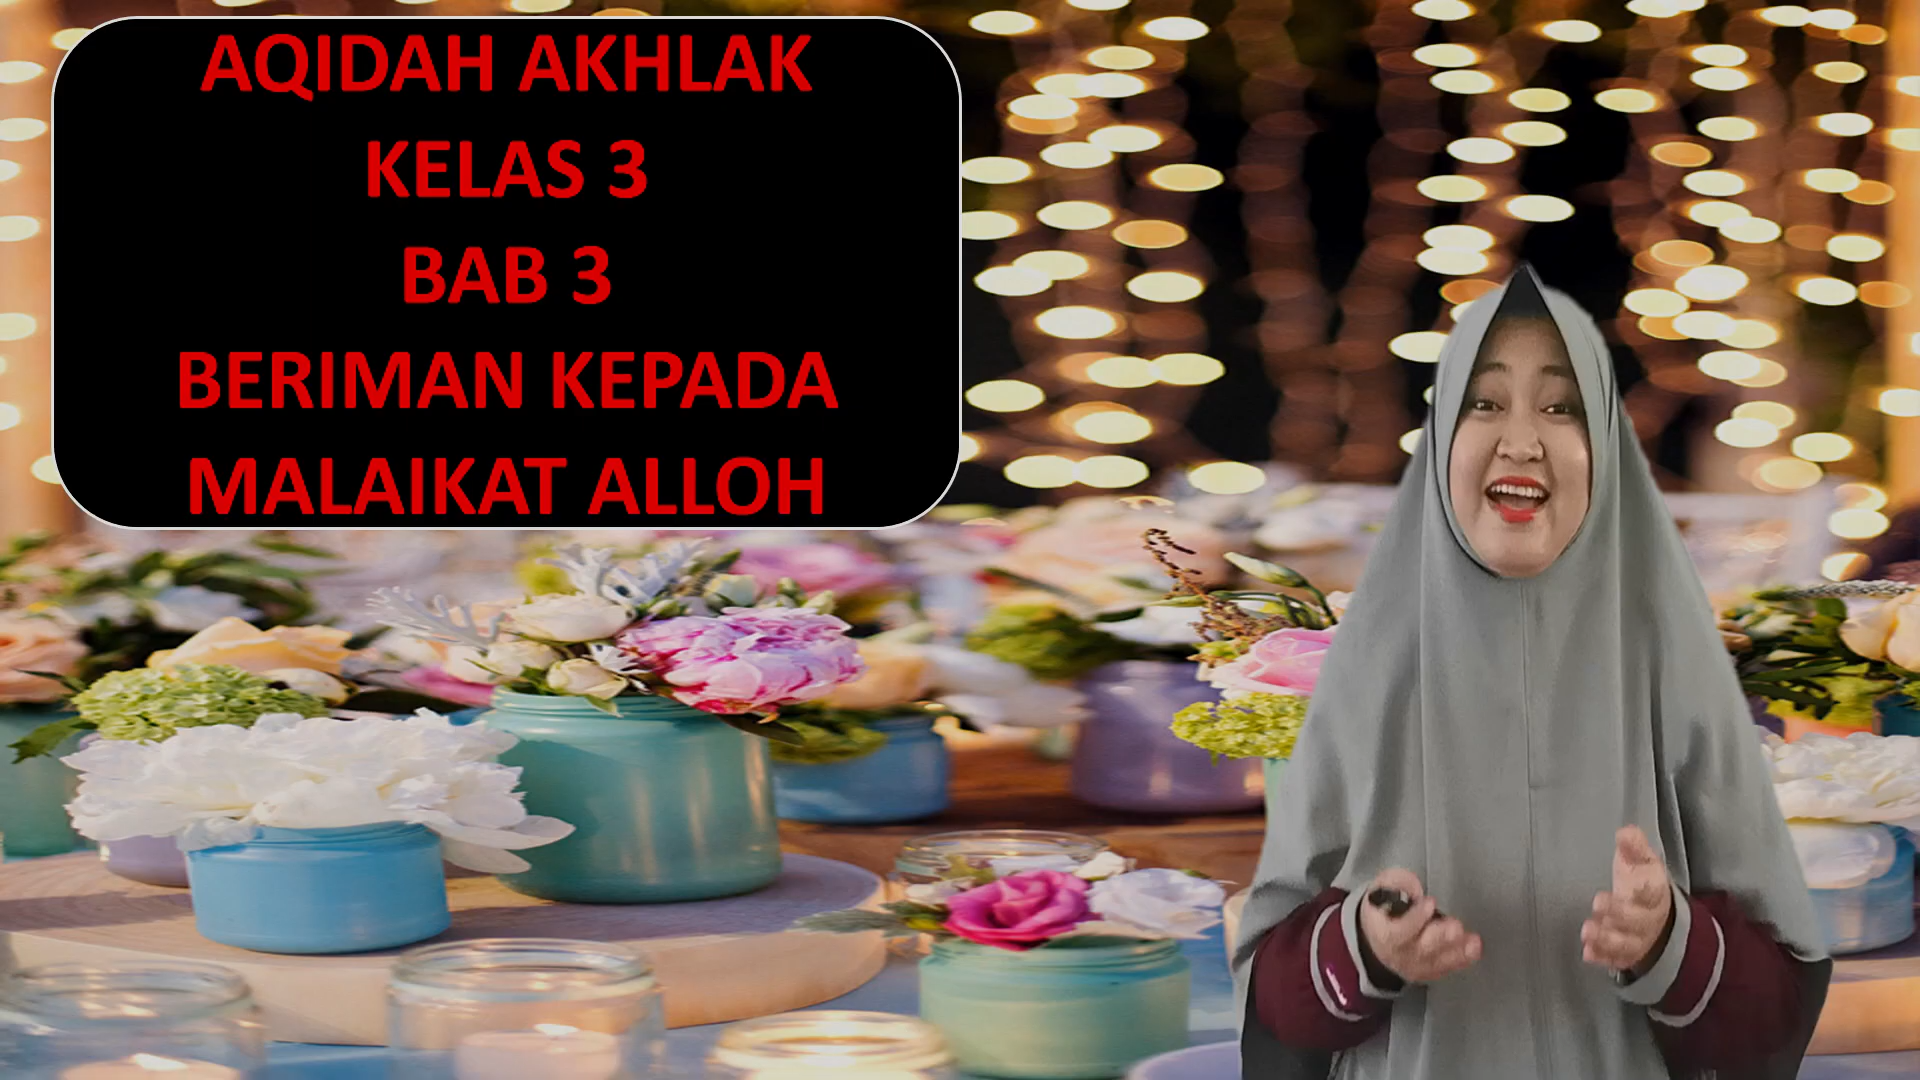 AQIDAH AKHLAK
KELAS 3
BAB 3
BERIMAN KEPADA
MALAIKAT ALLOH